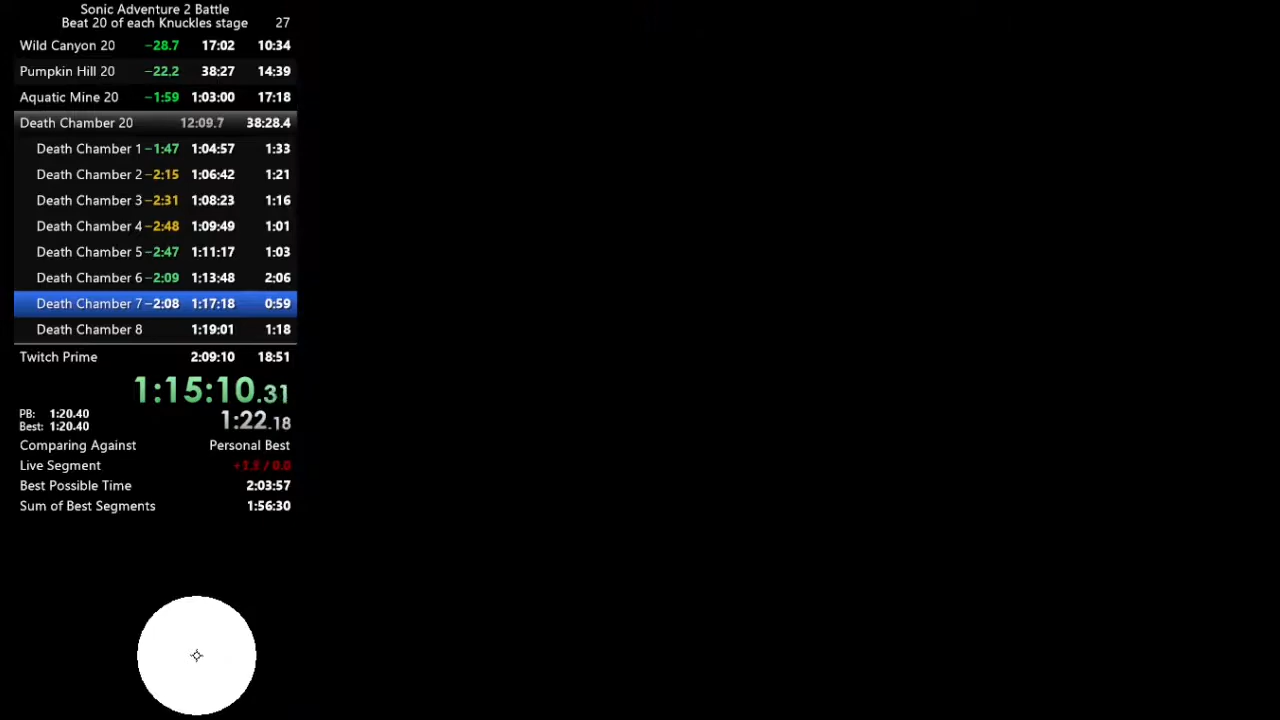 Sonic Adventure 2 Battle
Beat 20 of each Knuckles stage 27
Wild Canyon 20 −28.7 17:02 10:34
Pumpkin Hill 20 −22.2 38:27 14:39
Aquatic Mine 20 −1:59 1:03:00 17:18
Death Chamber 20 12:09.7 38:28.4
Death Chamber 1 −1:47 1:04:57 1:33
Death Chamber 2 −2:15 1:06:42 1:21
Death Chamber 3 −2:31 1:08:23 1:16
Death Chamber 4 −2:48 1:09:49 1:01
Death Chamber 5 −2:47 1:11:17 1:03
Death Chamber 6 −2:09 1:13:48 2:06
Death Chamber 7 −2:08 1:17:18 0:59
Death Chamber 8 1:19:01 1:18
Twitch Prime 2:09:10 18:51
1:15:10.31
PB: 1:20.40
Best: 1:20.40
1:22.18
Comparing Against Personal Best
Live Segment +1.3 / 0.0
Best Possible Time 2:03:57
Sum of Best Segments 1:56:30